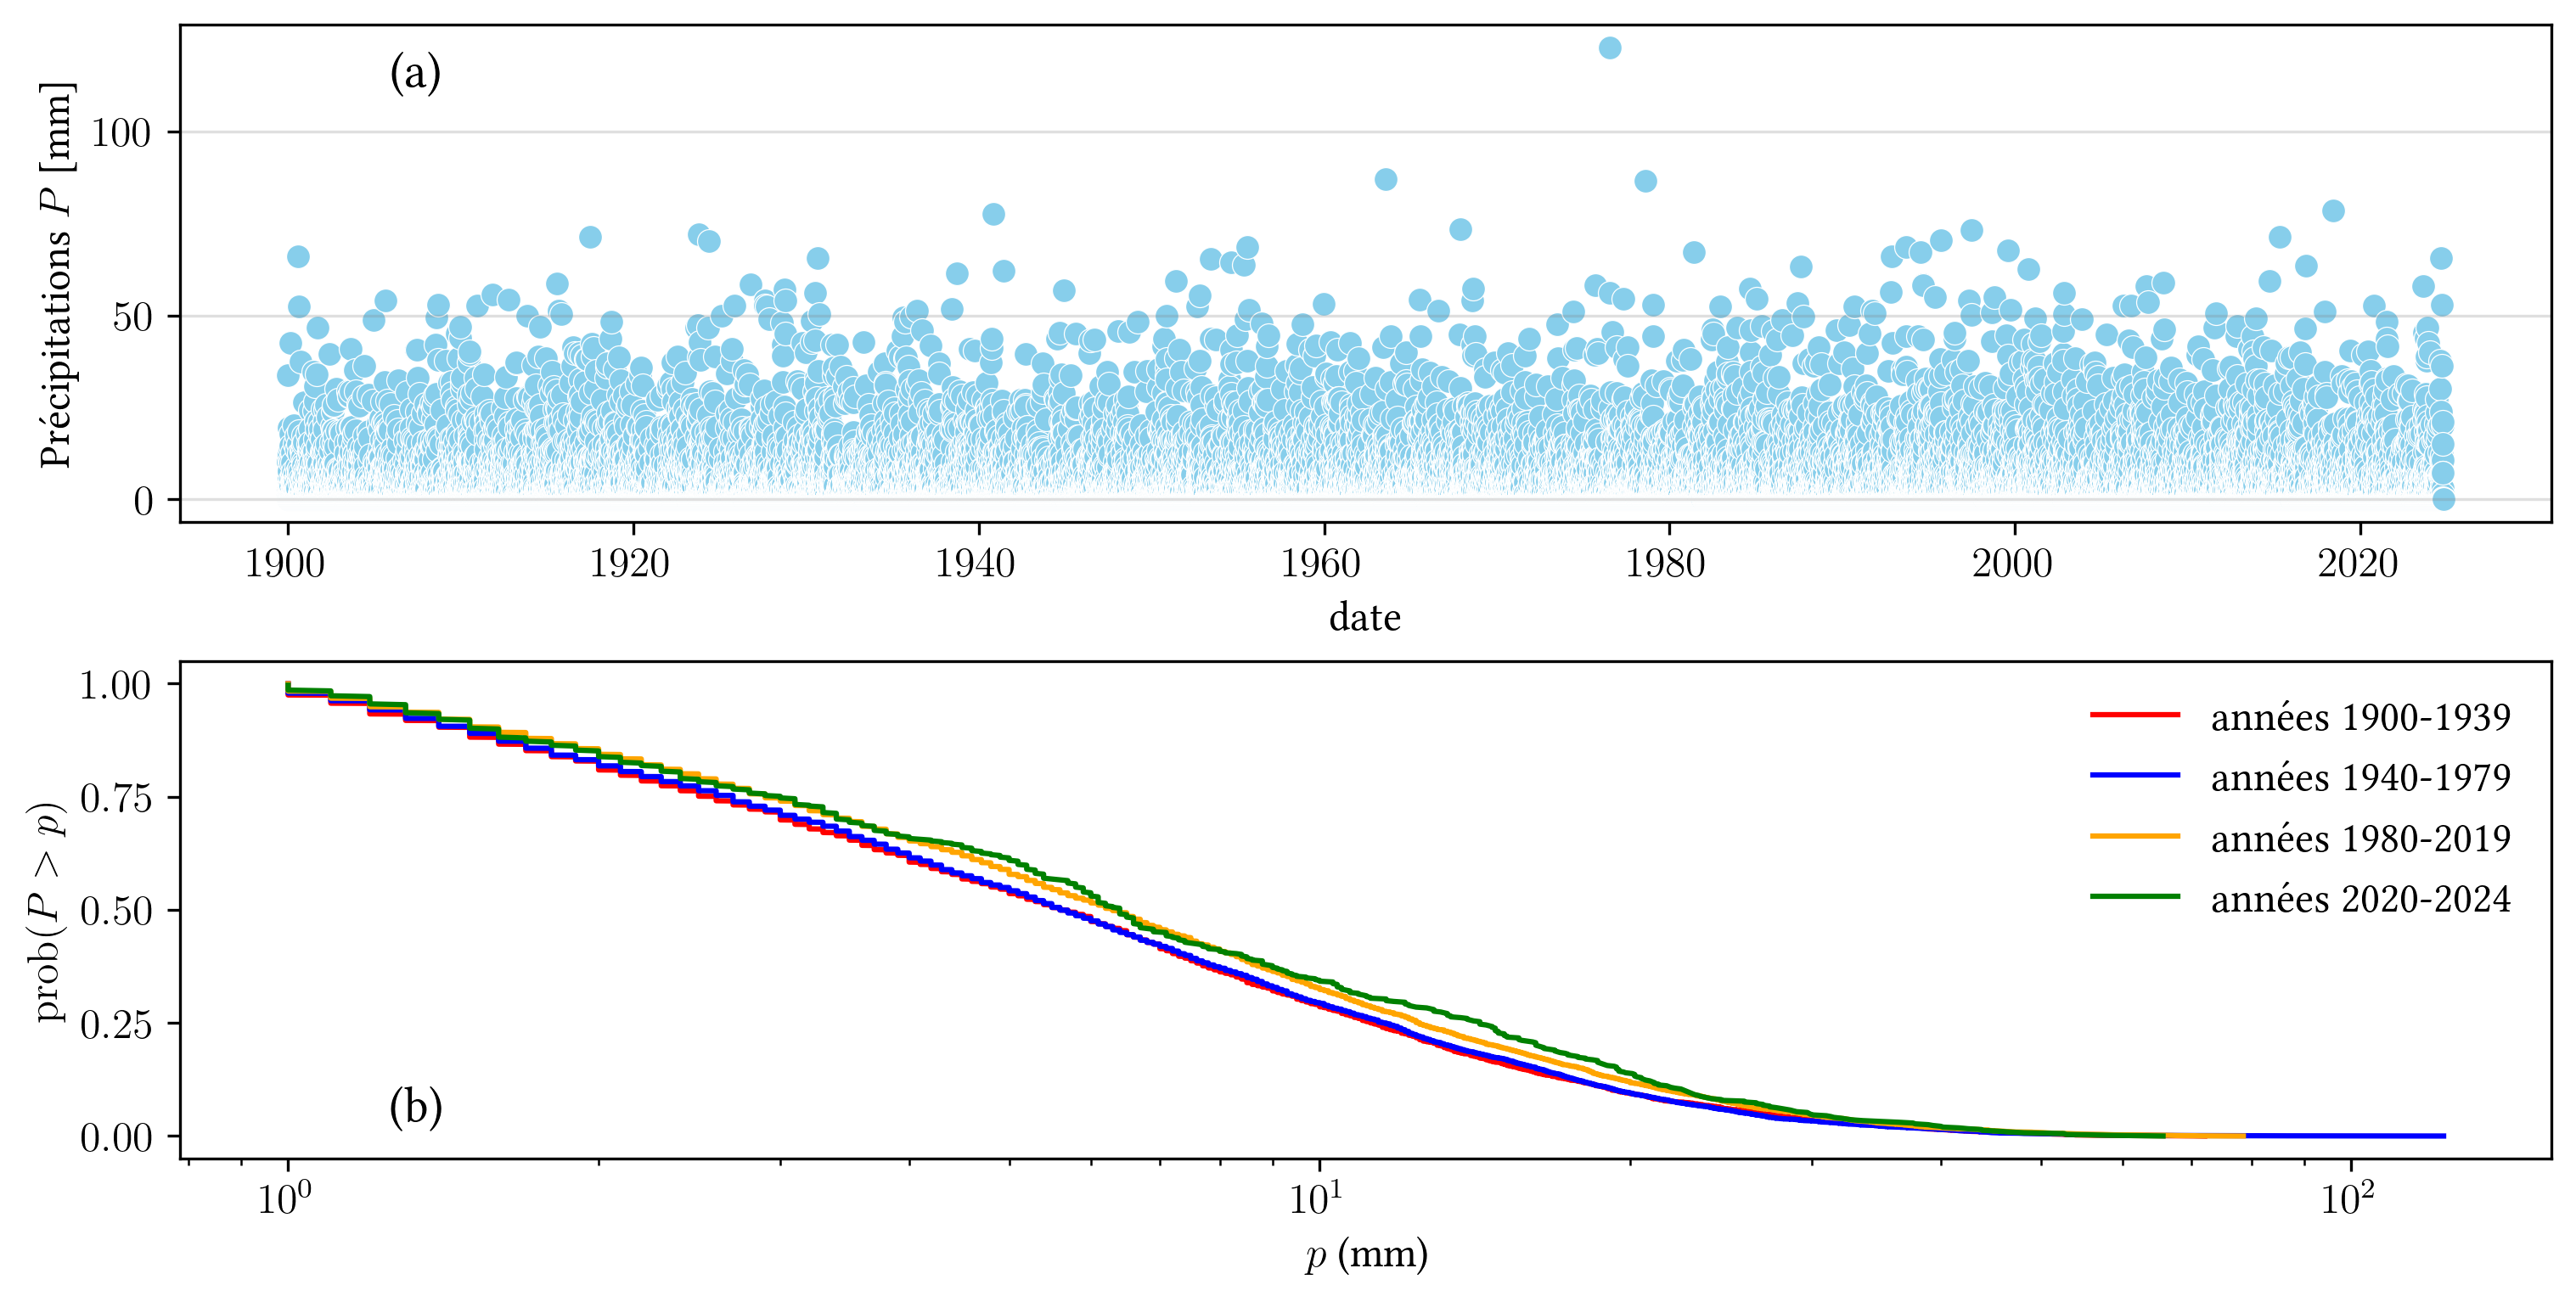 (a)
Précipitations P [mm]
100
50
0
1900 1920 1940 1960 1980 2000 2020
date
1.00
0.75
0.50
0.25
0.00
prob(P > p)
années 1900-1939
années 1940-1979
années 1980-2019
années 2020-2024
(b)
10⁰ 10¹ 10²
p (mm)